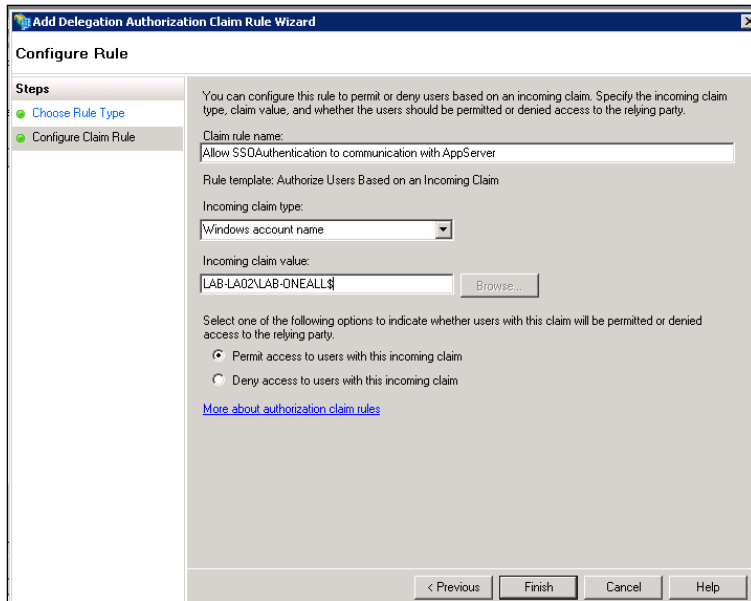 Add Delegation Authorization Claim Rule Wizard
Configure Rule
Steps
Choose Rule Type
Configure Claim Rule
You can configure this rule to permit or deny users based on an incoming claim. Specify the incoming claim
type, claim value, and whether the users should be permitted or denied access to the relying party.
Claim rule name:
Allow SSOAuthentication to communication with AppServer
Rule template: Authorize Users Based on an Incoming Claim
Incoming claim type:
Windows account name
Incoming claim value:
LAB-LA02\LAB-ONEALL$
Browse...
Select one of the following options to indicate whether users with this claim will be permitted or denied
access to the relying party.
Permit access to users with this incoming claim
Deny access to users with this incoming claim
More about authorization claim rules
< Previous Finish Cancel Help